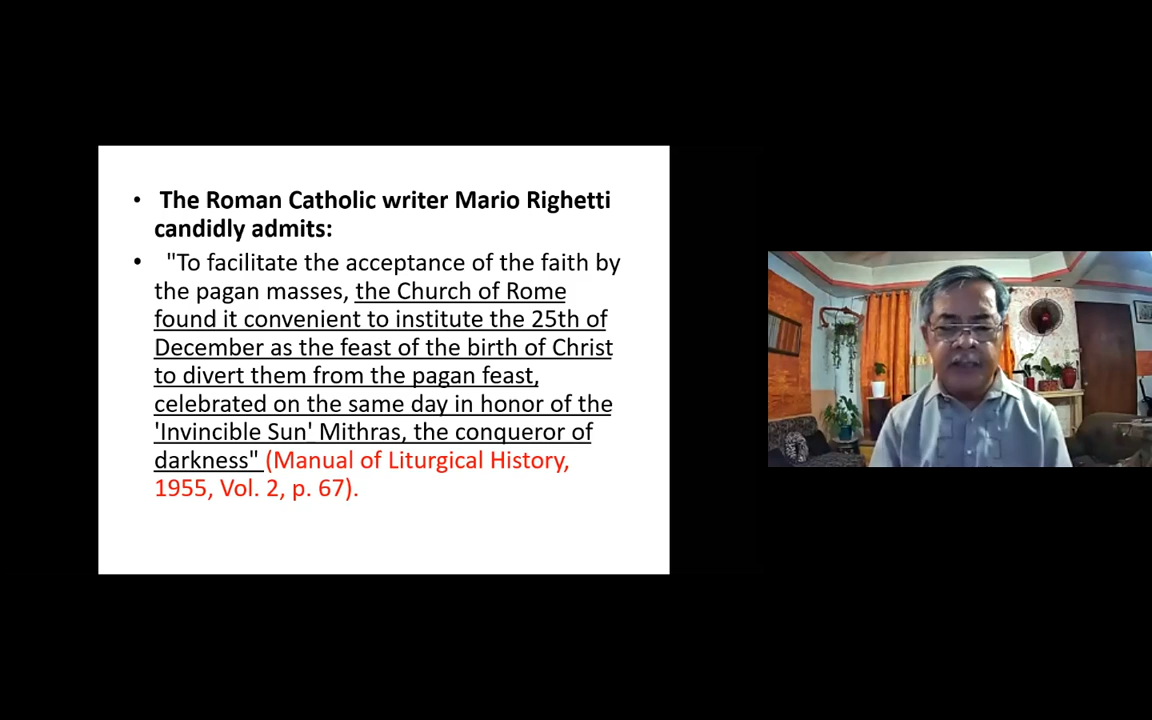 • The Roman Catholic writer Mario Righetti
candidly admits:
• "To facilitate the acceptance of the faith by
the pagan masses, the Church of Rome
found it convenient to institute the 25th of
December as the feast of the birth of Christ
to divert them from the pagan feast,
celebrated on the same day in honor of the
'Invincible Sun' Mithras, the conqueror of
darkness" (Manual of Liturgical History,
1955, Vol. 2, p. 67).